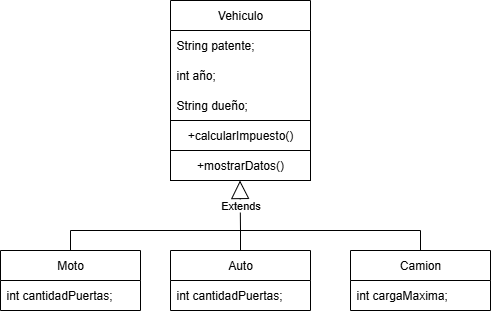 Vehiculo
String patente;
int año;
String dueño;
+calcularImpuesto()
+mostrarDatos()
Extends
Moto
int cantidadPuertas;
Auto
int cantidadPuertas;
Camion
int cargaMaxima;